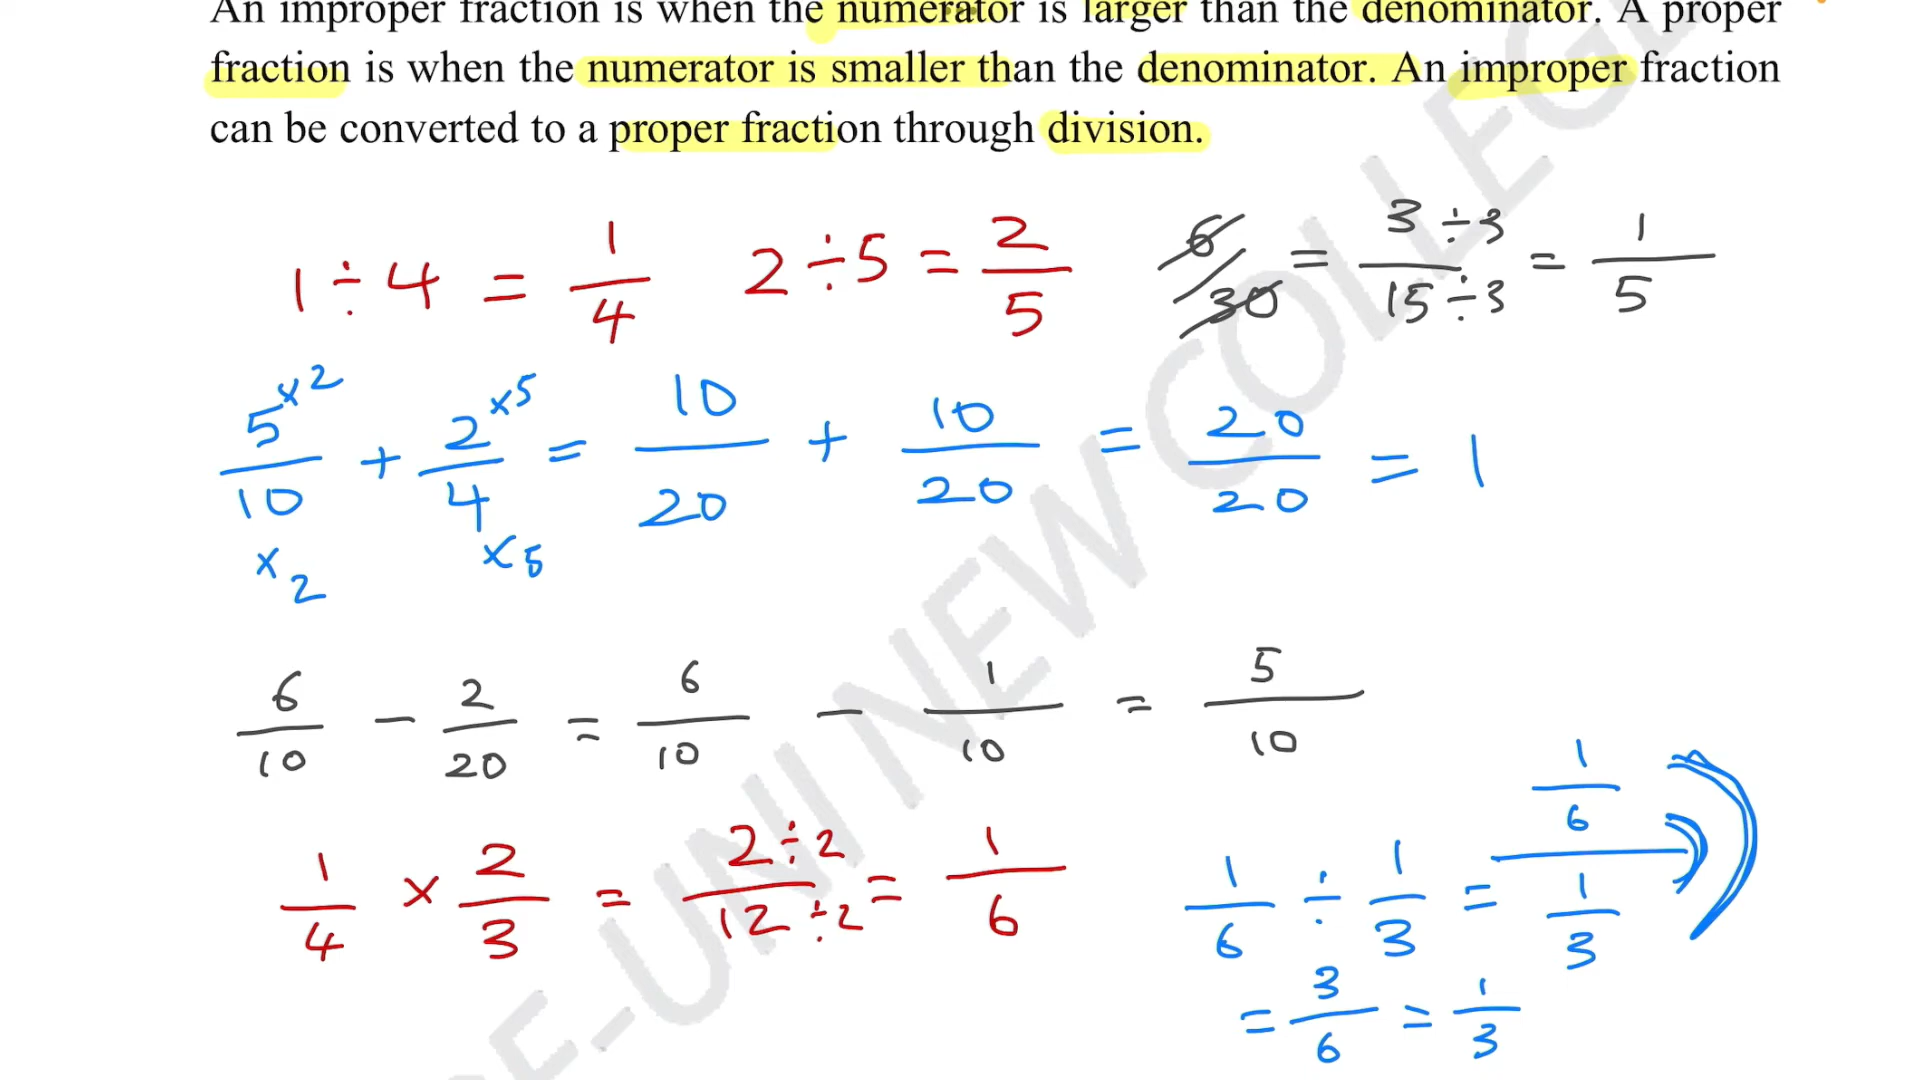 An improper fraction is when the numerator is larger than the denominator. A proper
fraction is when the numerator is smaller than the denominator. An improper fraction
can be converted to a proper fraction through division.
1 ÷ 4 = 1/4 2 ÷ 5 = 2/5 6/30 = 3 ÷ 3 / 15 ÷ 3 = 1/5
5 ×2 / 10 ×2 + 2 ×5 / 4 ×5 = 10/20 + 10/20 = 20/20 = 1
6/10 − 2/20 = 6/10 − 1/10 = 5/10
1/4 × 2/3 = 2 ÷ 2 / 12 ÷ 2 = 1/6
1/6 ÷ 1/3 = 1/6 / 1/3
= 3/6 = 1/3
E-UNI NEW COLLEGE